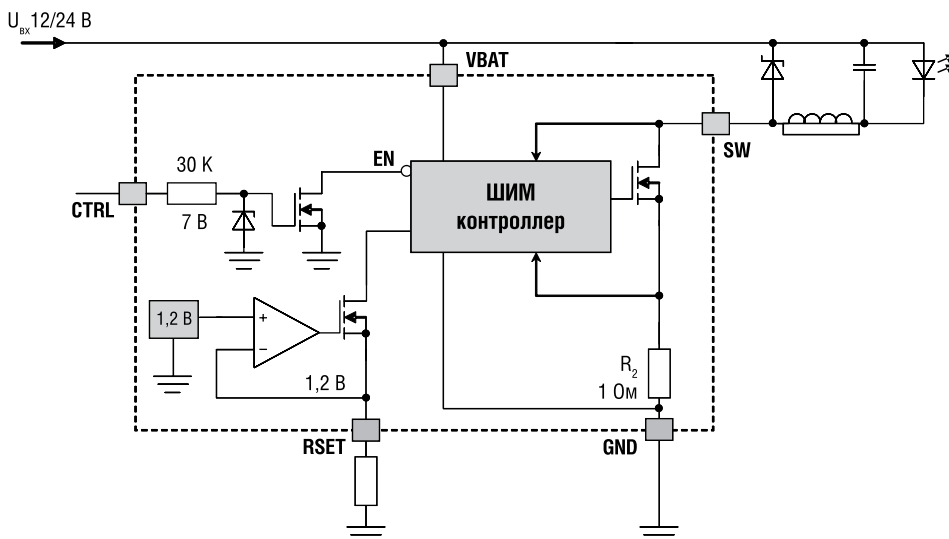 Uвх 12/24 В
VBAT
SW
EN
30 К
ШИМ
контроллер
CTRL
7 В
1,2 В
+
–
1,2 В
R2
1 Ом
RSET
GND